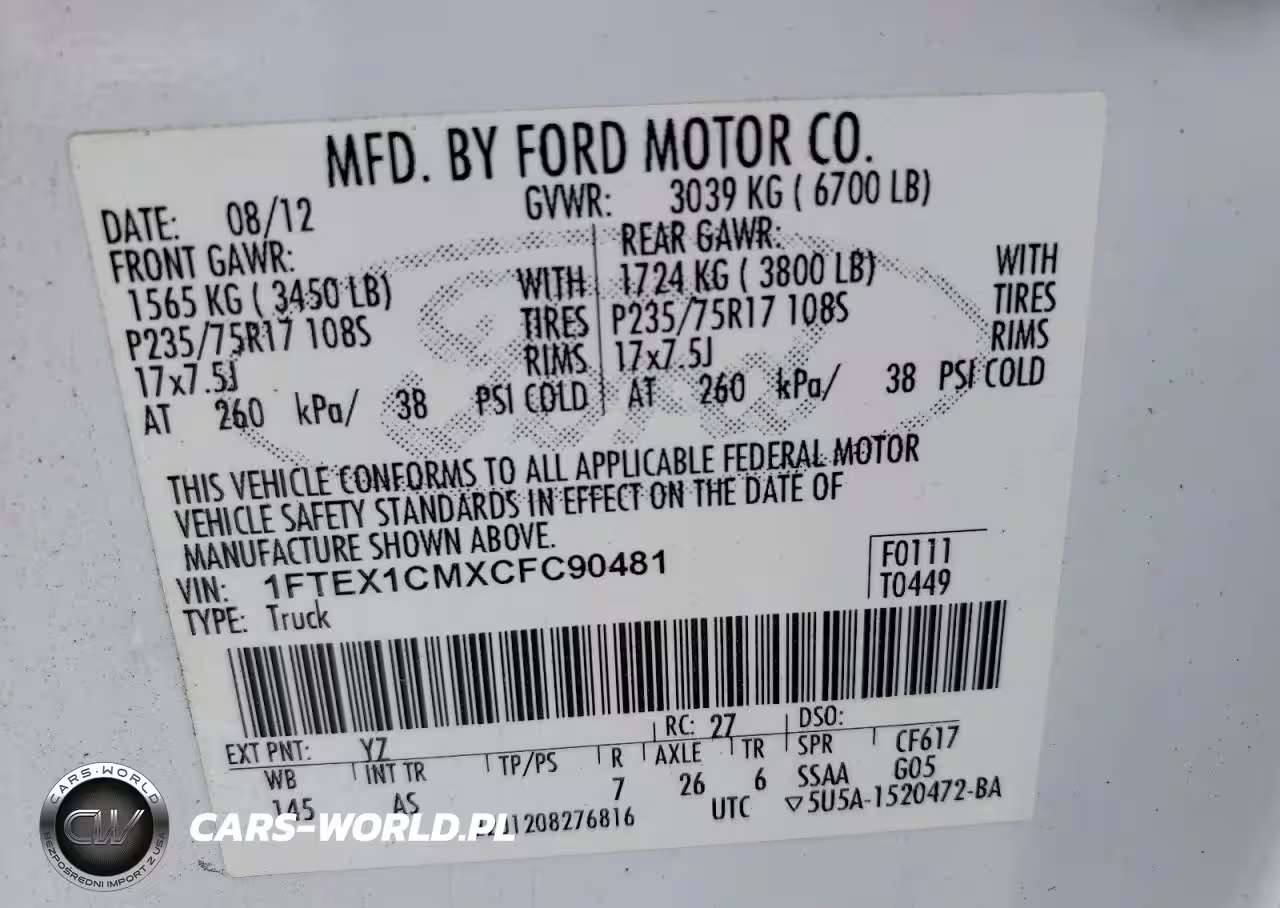 MFD. BY FORD MOTOR CO.
DATE: 08/12 GVWR: 3039 KG ( 6700 LB)
FRONT GAWR: REAR GAWR:
1565 KG ( 3450 LB) WITH 1724 KG ( 3800 LB) WITH
P235/75R17 108S TIRES P235/75R17 108S TIRES
17x7.5J RIMS 17x7.5J RIMS
AT 260 kPa/ 38 PSI COLD AT 260 kPa/ 38 PSI COLD
THIS VEHICLE CONFORMS TO ALL APPLICABLE FEDERAL MOTOR
VEHICLE SAFETY STANDARDS IN EFFECT ON THE DATE OF
MANUFACTURE SHOWN ABOVE.
VIN: 1FTEX1CMXCFC90481 F0111
TYPE: Truck T0449
EXT PNT: YZ RC: 27 DSO:
WB INT TR TP/PS R AXLE TR SPR CF617
145 AS 7 26 6 SSAA G05
UTC ▽5U5A-1520472-BA
CARS-WORLD
CW
BEZPOŚREDNI IMPORT Z USA
CARS-WORLD.PL